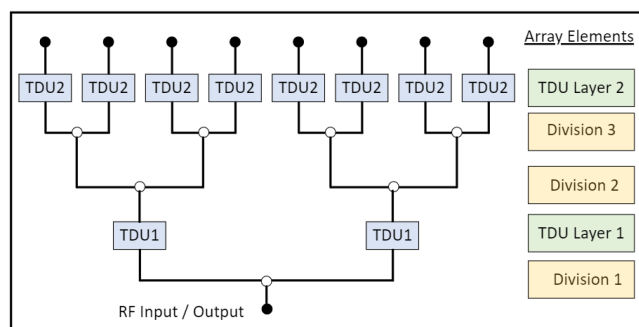 Array Elements
TDU2 TDU2 TDU2 TDU2 TDU2 TDU2 TDU2 TDU2
TDU Layer 2
Division 3
Division 2
TDU1 TDU1
TDU Layer 1
Division 1
RF Input / Output